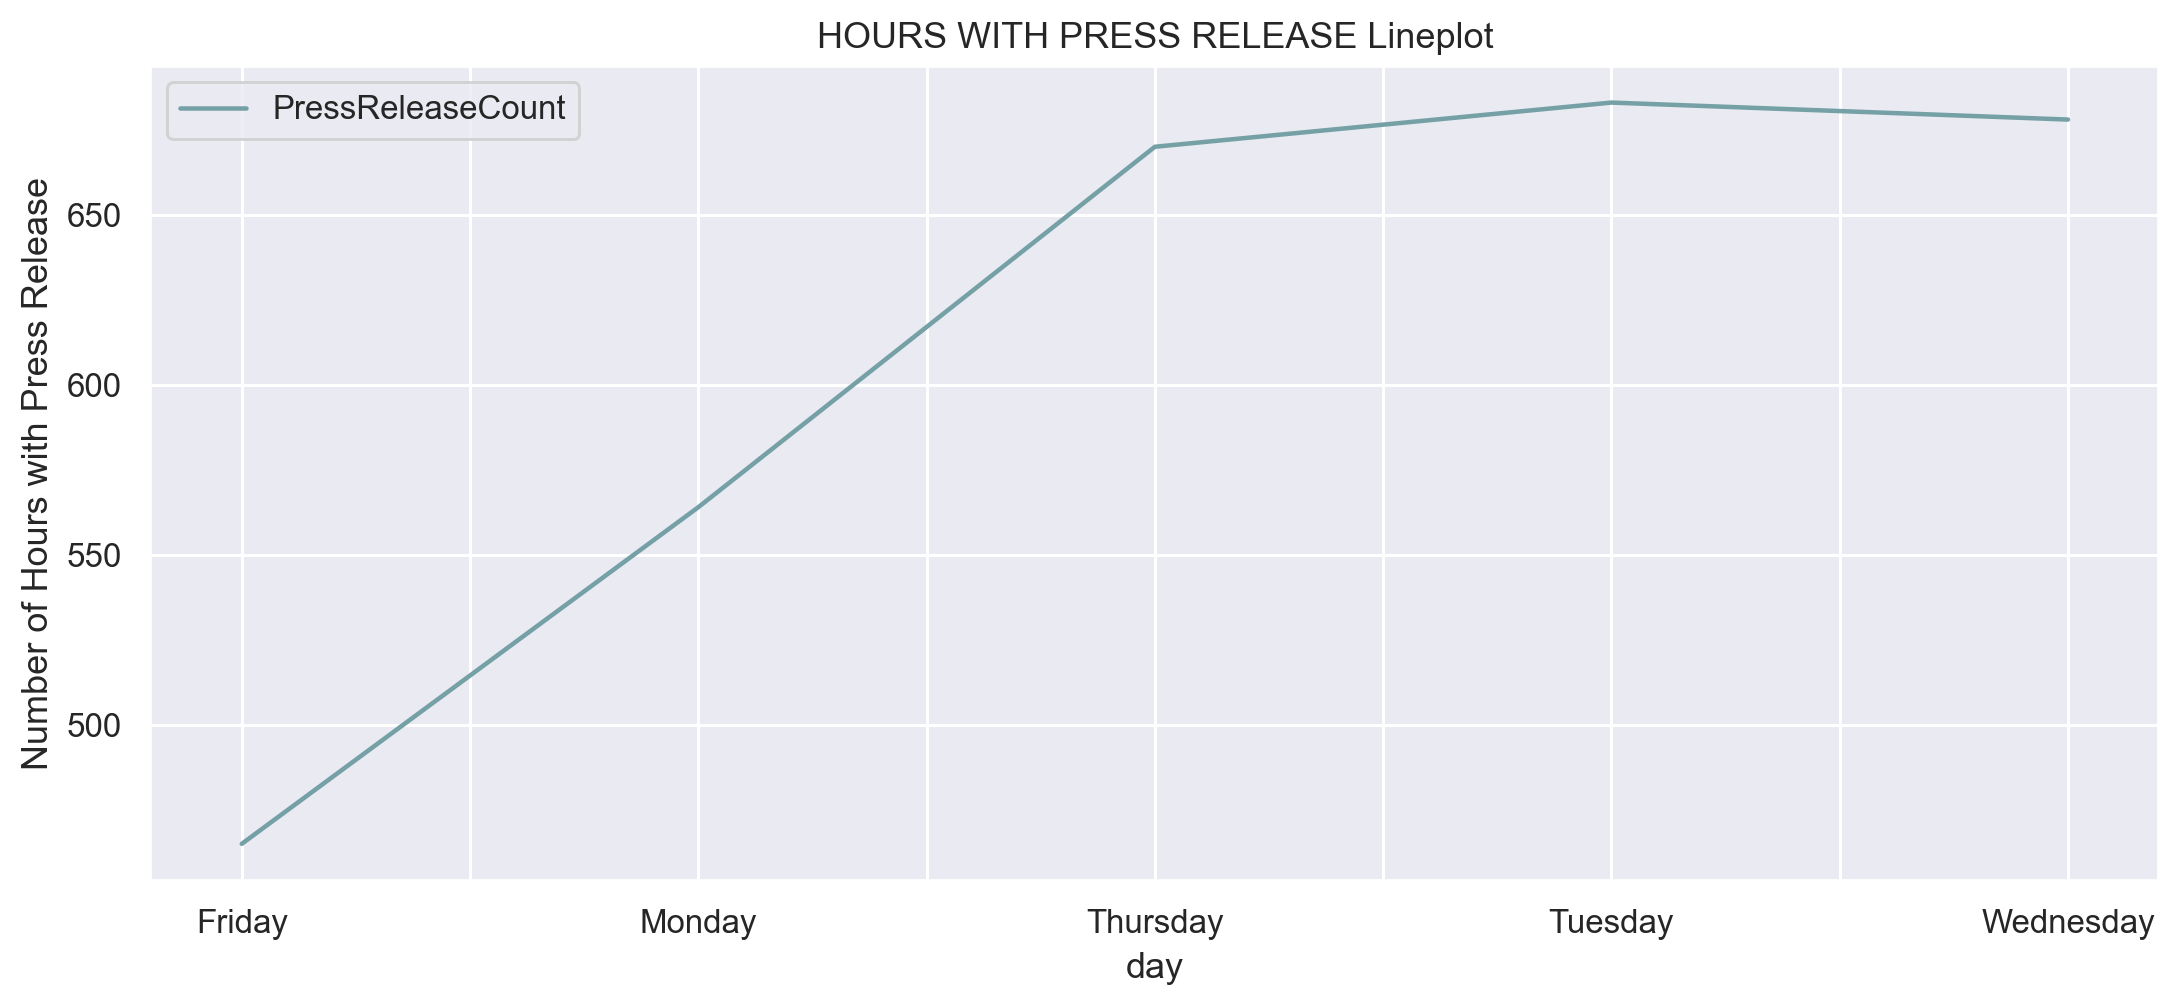 HOURS WITH PRESS RELEASE Lineplot
PressReleaseCount
Number of Hours with Press Release
650
600
550
500
Friday Monday Thursday Tuesday Wednesday
day